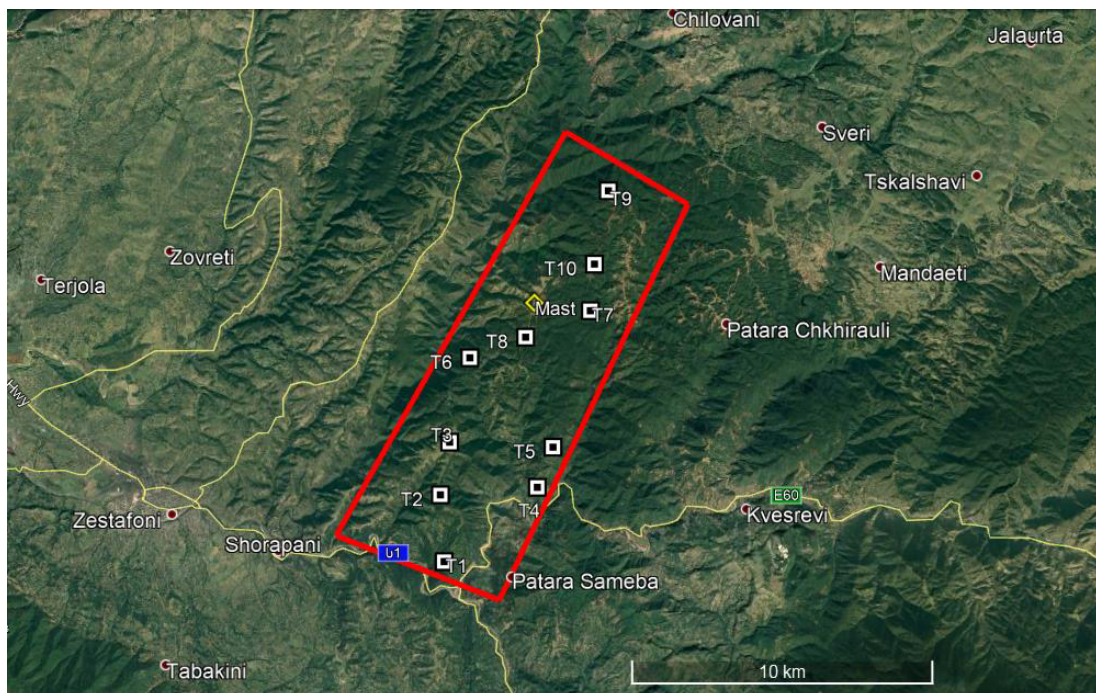 Chilovani
Jalaurta
Sveri
Tskalshavi
T9
Zovreti
Terjola
T10
Mandaeti
Mast
T7
Patara Chkhirauli
T8
T6
Hwy
T3
T5
T2
T4
E60
Kvesrevi
Zestafoni
Shorapani
T1
Patara Sameba
Tabakini
10 km